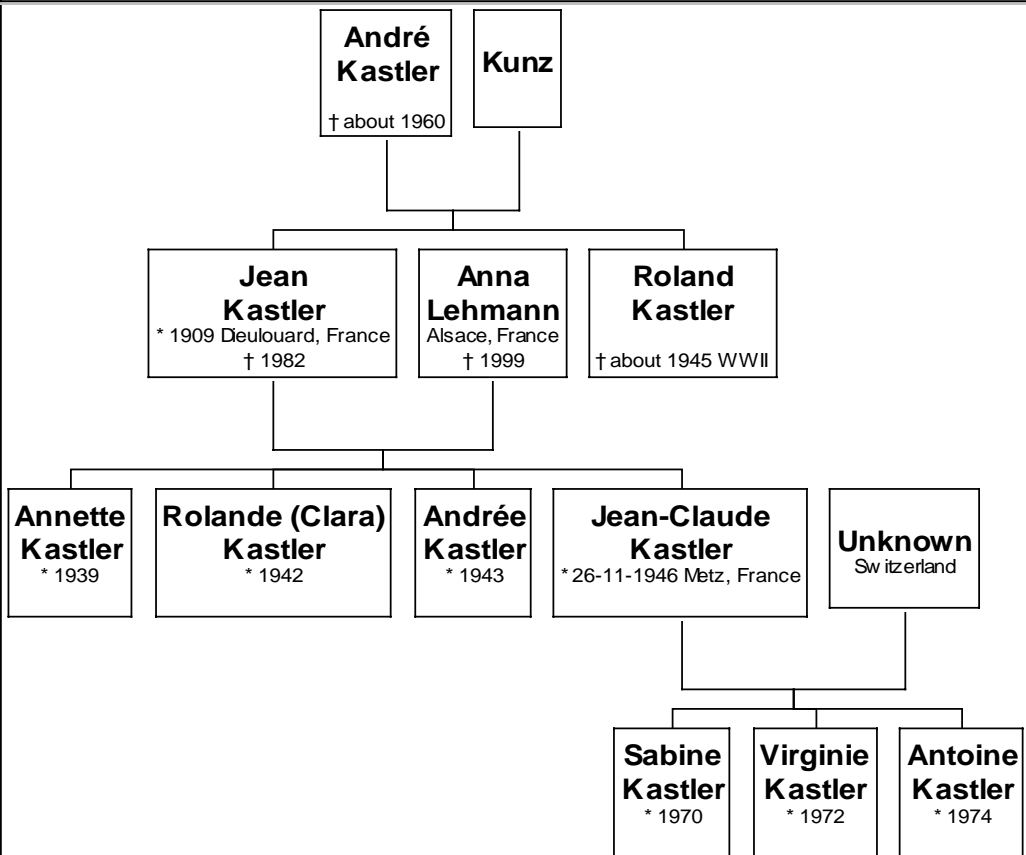 André
Kastler
† about 1960
Kunz
Jean
Kastler
* 1909 Dieulouard, France
† 1982
Anna
Lehmann
Alsace, France
† 1999
Roland
Kastler
† about 1945 WWII
Annette
Kastler
* 1939
Rolande (Clara)
Kastler
* 1942
Andrée
Kastler
* 1943
Jean-Claude
Kastler
* 26-11-1946 Metz, France
Unknown
Switzerland
Sabine
Kastler
* 1970
Virginie
Kastler
* 1972
Antoine
Kastler
* 1974